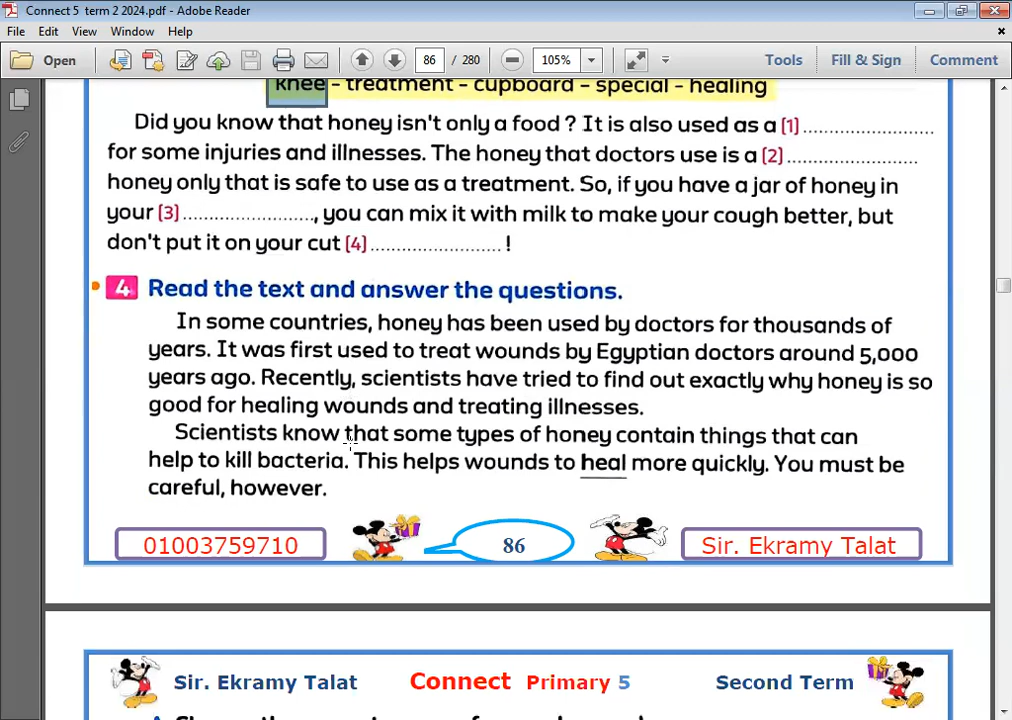 Connect 5 term 2 2024.pdf - Adobe Reader
File Edit View Window Help
Open 86 / 280 105% Tools Fill & Sign Comment
knee - treatment - cupboard - special - healing
Did you know that honey isn't only a food ? It is also used as a (1) ..........................
for some injuries and illnesses. The honey that doctors use is a (2) ..........................
honey only that is safe to use as a treatment. So, if you have a jar of honey in
your (3) .........................., you can mix it with milk to make your cough better, but
don't put it on your cut (4) .......................... !
4 Read the text and answer the questions.
In some countries, honey has been used by doctors for thousands of
years. It was first used to treat wounds by Egyptian doctors around 5,000
years ago. Recently, scientists have tried to find out exactly why honey is so
good for healing wounds and treating illnesses.
Scientists know that some types of honey contain things that can
help to kill bacteria. This helps wounds to heal more quickly. You must be
careful, however.
01003759710 86 Sir. Ekramy Talat
Sir. Ekramy Talat Connect Primary 5 Second Term